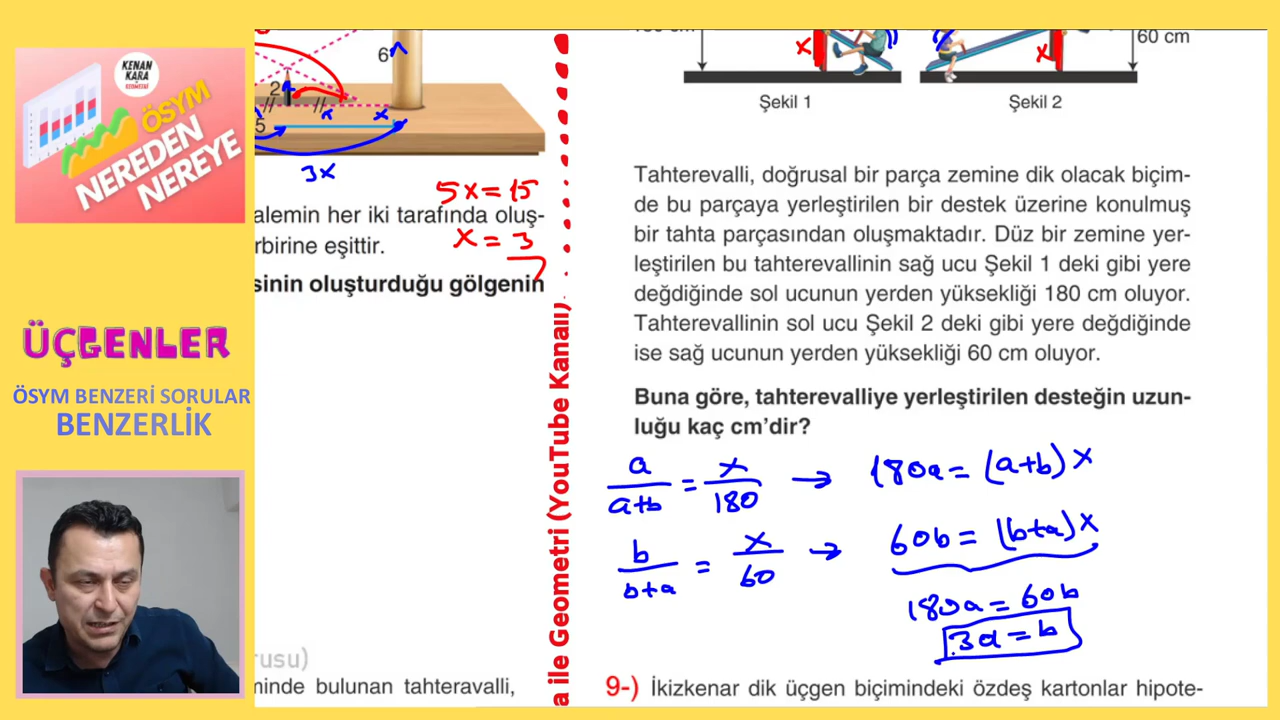 KENAN
KARA
ile GEOMETRİ
ÖSYM
NEREDEN
NEREYE
ÜÇGENLER
ÖSYM BENZERİ SORULAR
BENZERLİK
6
2
5
x
x
3x
5x = 15
x = 3
alemin her iki tarafında oluş-
rbirine eşittir.
sinin oluşturduğu gölgenin
rusu)
minde bulunan tahteravalli,
a ile Geometri (YouTube Kanalı)
x
x
60 cm
Şekil 1
Şekil 2
Tahterevalli, doğrusal bir parça zemine dik olacak biçim-
de bu parçaya yerleştirilen bir destek üzerine konulmuş
bir tahta parçasından oluşmaktadır. Düz bir zemine yer-
leştirilen bu tahterevallinin sağ ucu Şekil 1 deki gibi yere
değdiğinde sol ucunun yerden yüksekliği 180 cm oluyor.
Tahterevallinin sol ucu Şekil 2 deki gibi yere değdiğinde
ise sağ ucunun yerden yüksekliği 60 cm oluyor.
Buna göre, tahterevalliye yerleştirilen desteğin uzun-
luğu kaç cm'dir?
a/(a+b) = x/180 → 180a = (a+b)x
b/(b+a) = x/60 → 60b = (b+a)x
180a = 60b
3a = b
9-) İkizkenar dik üçgen biçimindeki özdeş kartonlar hipote-